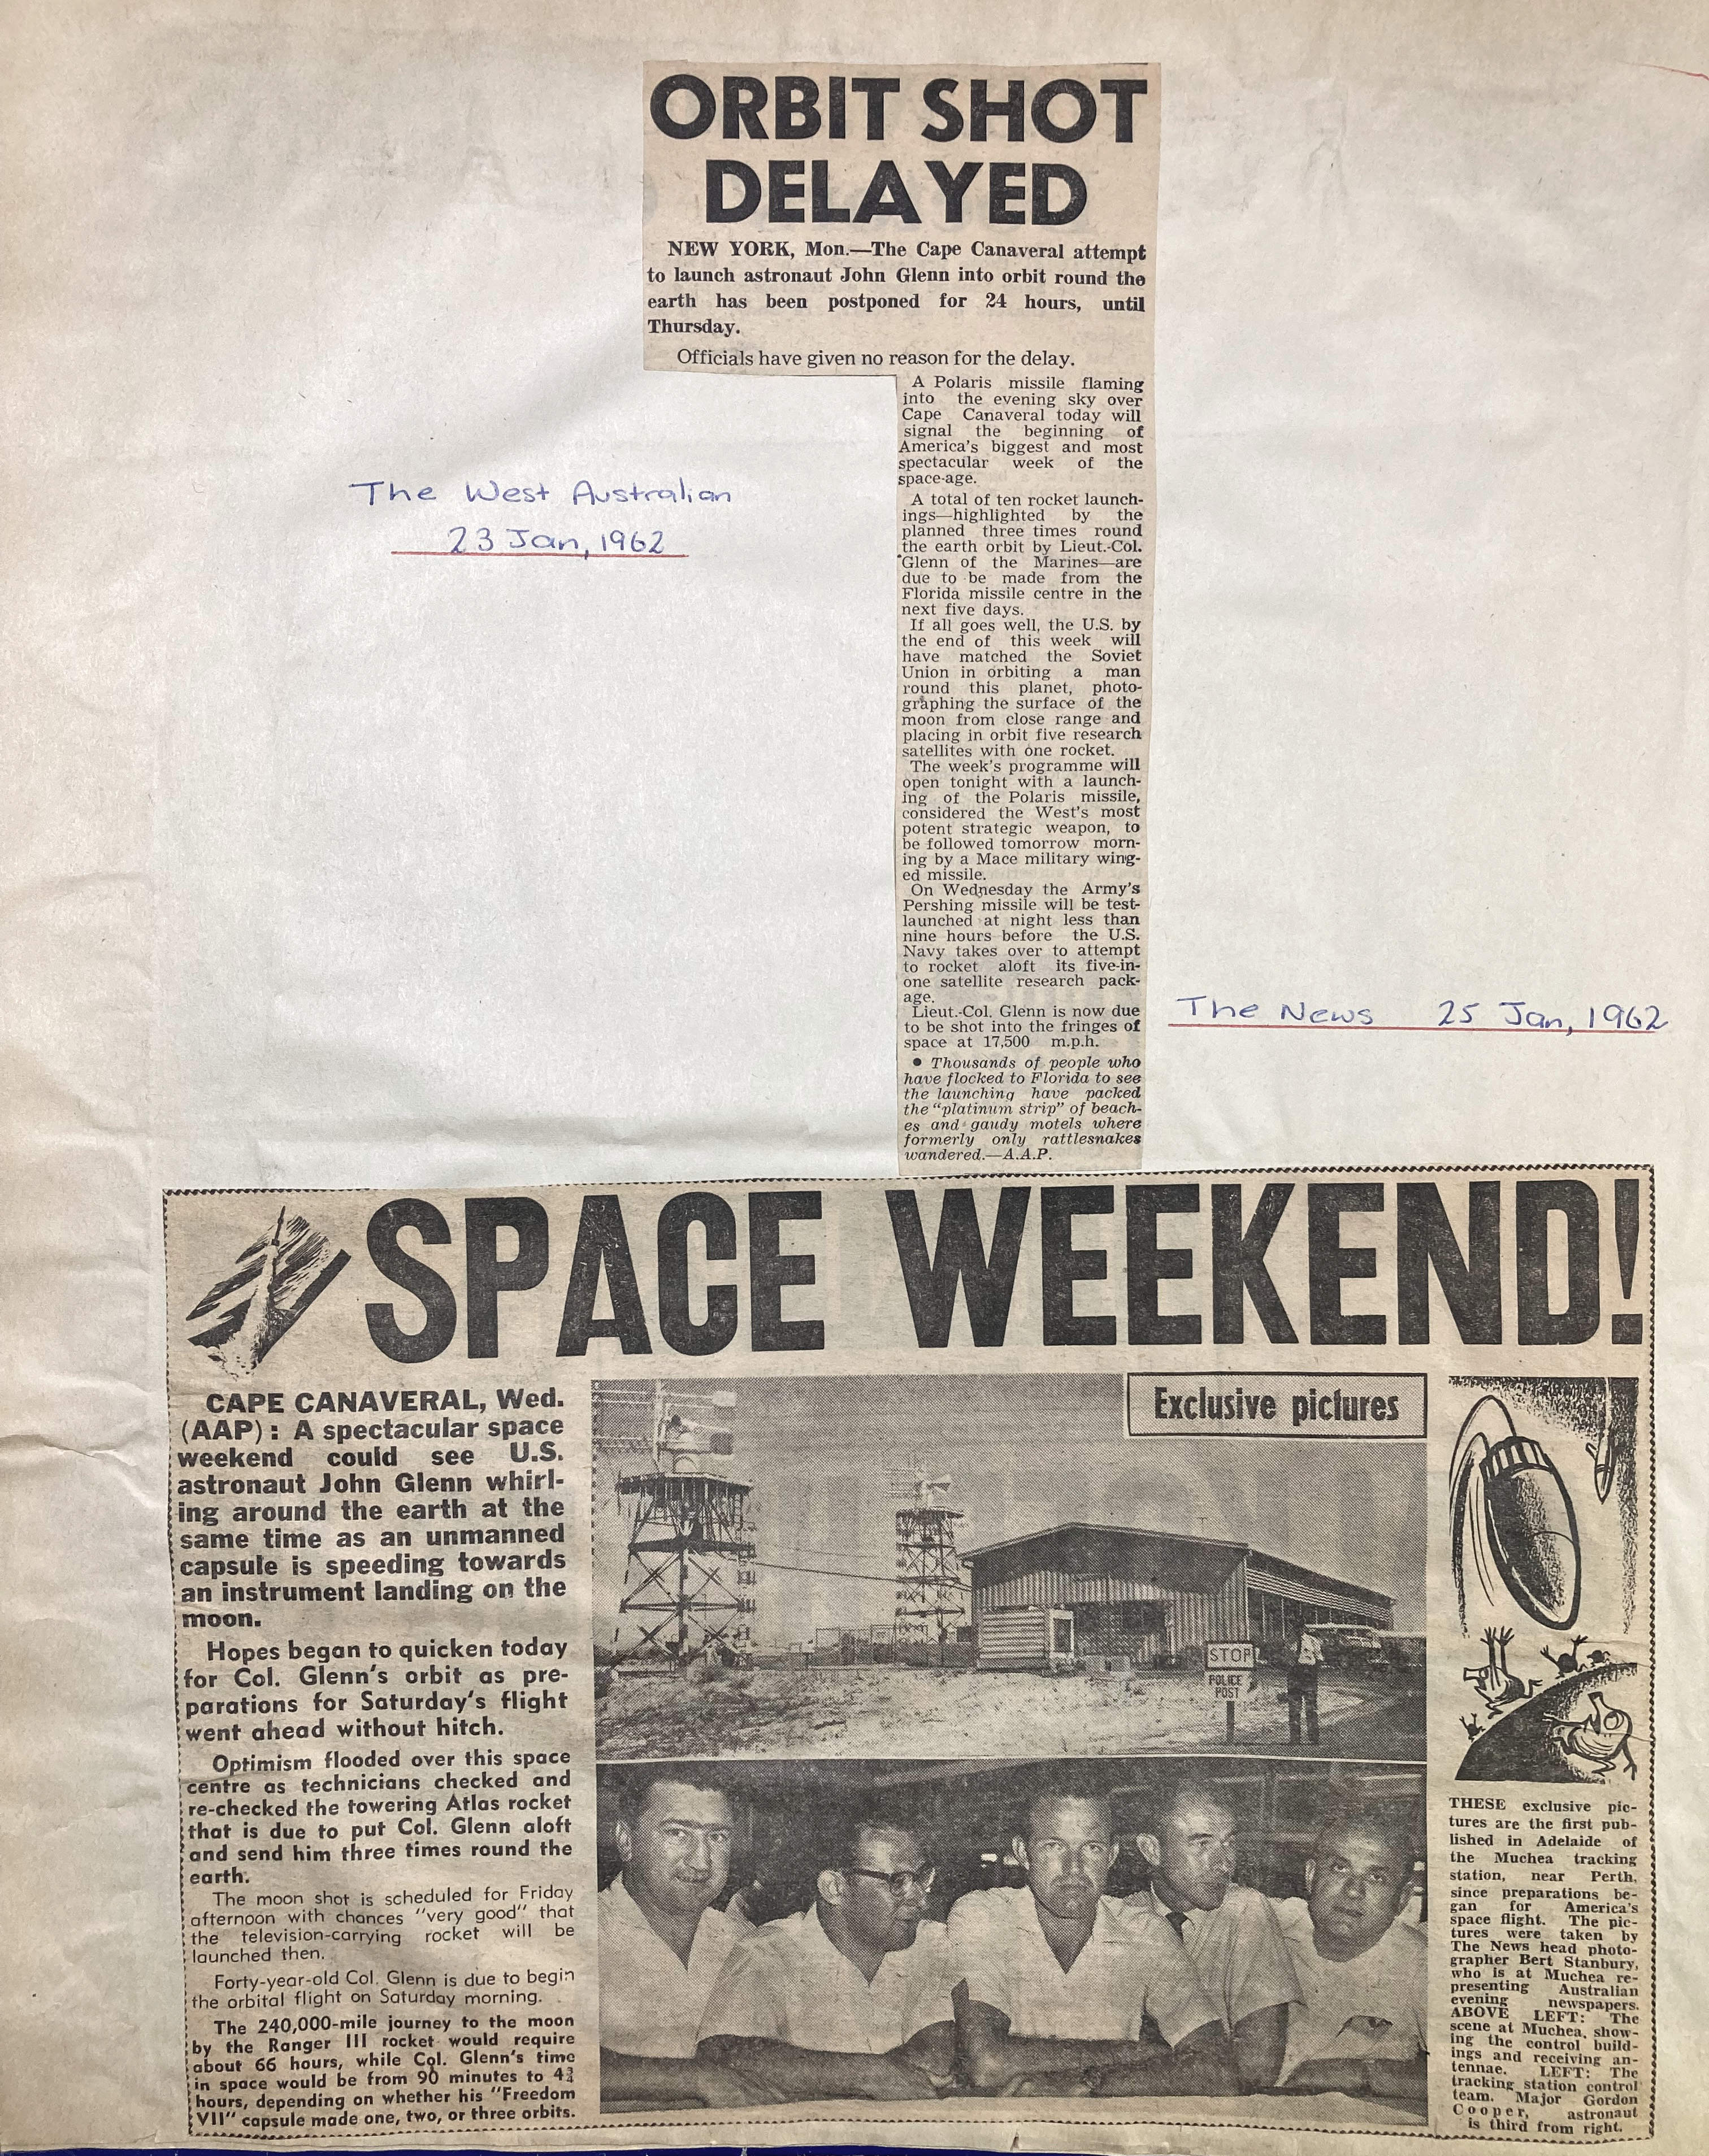 ORBIT SHOT
DELAYED
NEW YORK, Mon.—The Cape Canaveral attempt
to launch astronaut John Glenn into orbit round the
earth has been postponed for 24 hours, until
Thursday.
Officials have given no reason for the delay.
A Polaris missile flaming
into the evening sky over
Cape Canaveral today will
signal the beginning of
America's biggest and most
spectacular week of the
space-age.
A total of ten rocket launch-
ings—highlighted by the
planned three times round
the earth orbit by Lieut.-Col.
Glenn of the Marines—are
due to be made from the
Florida missile centre in the
next five days.
If all goes well, the U.S. by
the end of this week will
have matched the Soviet
Union in orbiting a man
round this planet, photo-
graphing the surface of the
moon from close range and
placing in orbit five research
satellites with one rocket.
The week's programme will
open tonight with a launch-
ing of the Polaris missile,
considered the West's most
potent strategic weapon, to
be followed tomorrow morn-
ing by a Mace military wing-
ed missile.
On Wednesday the Army's
Pershing missile will be test-
launched at night less than
nine hours before the U.S.
Navy takes over to attempt
to rocket aloft its five-in-
one satellite research pack-
age.
Lieut.-Col. Glenn is now due
to be shot into the fringes of
space at 17,500 m.p.h.
• Thousands of people who
have flocked to Florida to see
the launching have packed
the "platinum strip" of beach-
es and gaudy motels where
formerly only rattlesnakes
wandered.—A.A.P.
The West Australian
23 Jan, 1962
The News 25 Jan, 1962
SPACE WEEKEND!
CAPE CANAVERAL, Wed.
(AAP): A spectacular space
weekend could see U.S.
astronaut John Glenn whirl-
ing around the earth at the
same time as an unmanned
capsule is speeding towards
an instrument landing on the
moon.
Hopes began to quicken today
for Col. Glenn's orbit as pre-
parations for Saturday's flight
went ahead without hitch.
Optimism flooded over this space
centre as technicians checked and
re-checked the towering Atlas rocket
that is due to put Col. Glenn aloft
and send him three times round the
earth.
The moon shot is scheduled for Friday
afternoon with chances "very good" that
the television-carrying rocket will be
launched then.
Forty-year-old Col. Glenn is due to begin
the orbital flight on Saturday morning.
The 240,000-mile journey to the moon
by the Ranger III rocket would require
about 66 hours, while Col. Glenn's time
in space would be from 90 minutes to 4¾
hours, depending on whether his "Freedom
VII" capsule made one, two, or three orbits.
Exclusive pictures
STOP
POLICE
POST
THESE exclusive pic-
tures are the first pub-
lished in Adelaide of
the Muchea tracking
station, near Perth,
since preparations be-
gan for America's
space flight. The pic-
tures were taken by
The News head photo-
grapher Bert Stanbury,
who is at Muchea re-
presenting Australian
evening newspapers.
ABOVE LEFT: The
scene at Muchea, show-
ing the control build-
ings and receiving an-
tennae. LEFT: The
tracking station control
team. Major Gordon
Cooper, astronaut
is third from right.